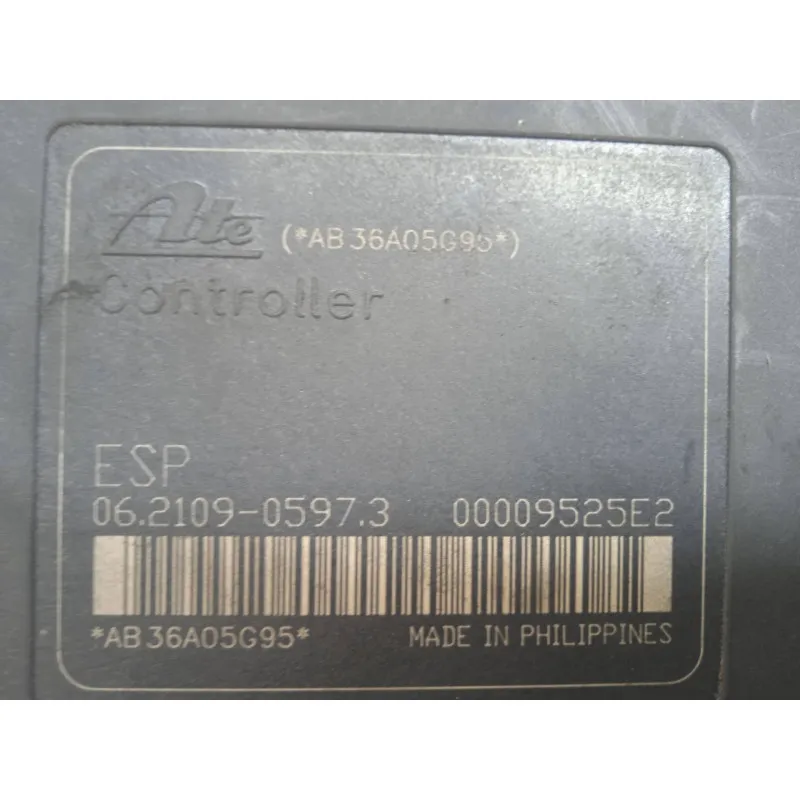 Ate (*AB36A05G95*)
Controller
ESP
06.2109-0597.3 00009525E2
*AB36A05G95* MADE IN PHILIPPINES